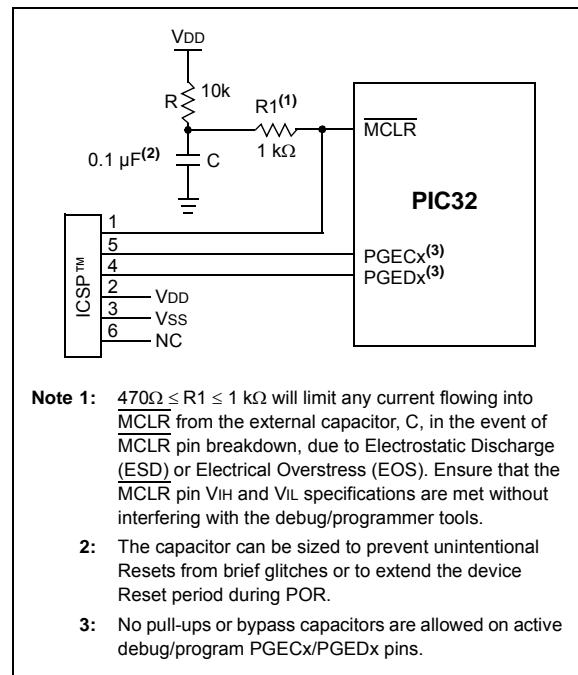 VDD
R 10k
R1(1)
1 kΩ
MCLR
0.1 µF(2)
C
PIC32
ICSP™
1
5
4
2
3
6
PGECx(3)
PGEDx(3)
VDD
VSS
NC
Note 1: 470Ω ≤ R1 ≤ 1 kΩ will limit any current flowing into
MCLR from the external capacitor, C, in the event of
MCLR pin breakdown, due to Electrostatic Discharge
(ESD) or Electrical Overstress (EOS). Ensure that the
MCLR pin VIH and VIL specifications are met without
interfering with the debug/programmer tools.
2: The capacitor can be sized to prevent unintentional
Resets from brief glitches or to extend the device
Reset period during POR.
3: No pull-ups or bypass capacitors are allowed on active
debug/program PGECx/PGEDx pins.